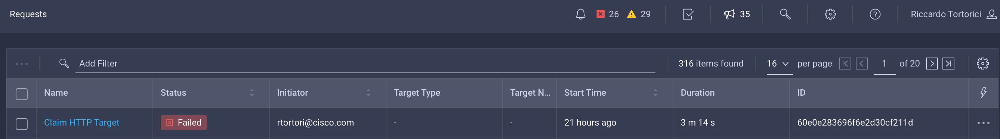 Requests 26 29 35 Riccardo Tortorici
Add Filter 316 items found 16 per page 1 of 20
Name Status Initiator Target Type Target N... Start Time Duration ID
Claim HTTP Target Failed rtortori@cisco.com - - 21 hours ago 3 m 14 s 60e0e283696f6e2d30cf211d